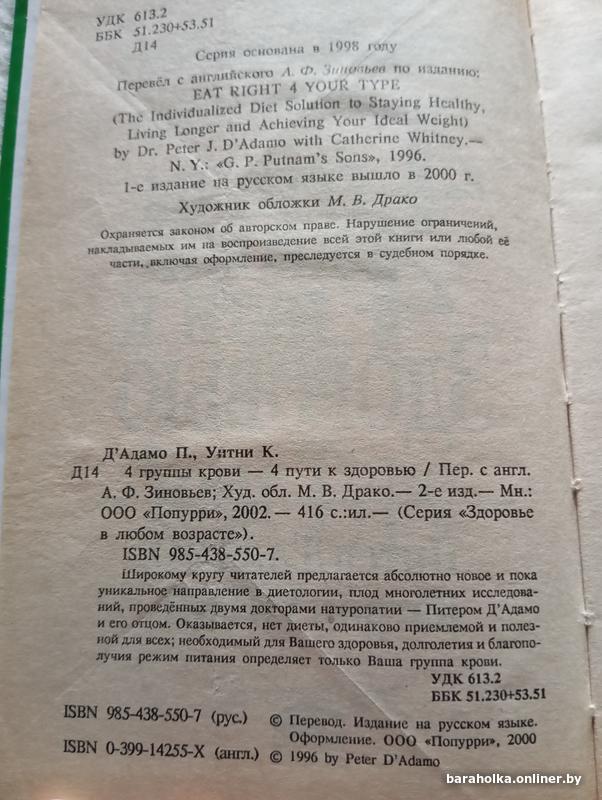 УДК 613.2
ББК 51.230+53.51
Д14
Серия основана в 1998 году
Перевёл с английского А. Ф. Зиновьев по изданию:
EAT RIGHT 4 YOUR TYPE
(The Individualized Diet Solution to Staying Healthy,
Living Longer and Achieving Your Ideal Weight)
by Dr. Peter J. D'Adamo with Catherine Whitney.—
N. Y.: «G. P. Putnam's Sons», 1996.
1-е издание на русском языке вышло в 2000 г.
Художник обложки М. В. Драко
Охраняется законом об авторском праве. Нарушение ограничений,
накладываемых им на воспроизведение всей этой книги или любой её
части, включая оформление, преследуется в судебном порядке.
Д'Адамо П., Уитни К.
Д14 4 группы крови — 4 пути к здоровью / Пер. с англ.
А. Ф. Зиновьев; Худ. обл. М. В. Драко.— 2-е изд.— Мн.:
ООО «Попурри», 2002.— 416 с.:ил.— (Серия «Здоровье
в любом возрасте»).
ISBN 985-438-550-7.
Широкому кругу читателей предлагается абсолютно новое и пока
уникальное направление в диетологии, плод многолетних исследова-
ний, проведённых двумя докторами натуропатии — Питером Д'Адамо
и его отцом. Оказывается, нет диеты, одинаково приемлемой и полез-
ной для всех; необходимый для Вашего здоровья, долголетия и благопо-
лучия режим питания определяет только Ваша группа крови.
УДК 613.2
ББК 51.230+53.51
ISBN 985-438-550-7 (рус.) © Перевод. Издание на русском языке.
Оформление. ООО «Попурри», 2000
ISBN 0-399-14255-X (англ.) © 1996 by Peter D'Adamo
baraholka.onliner.by